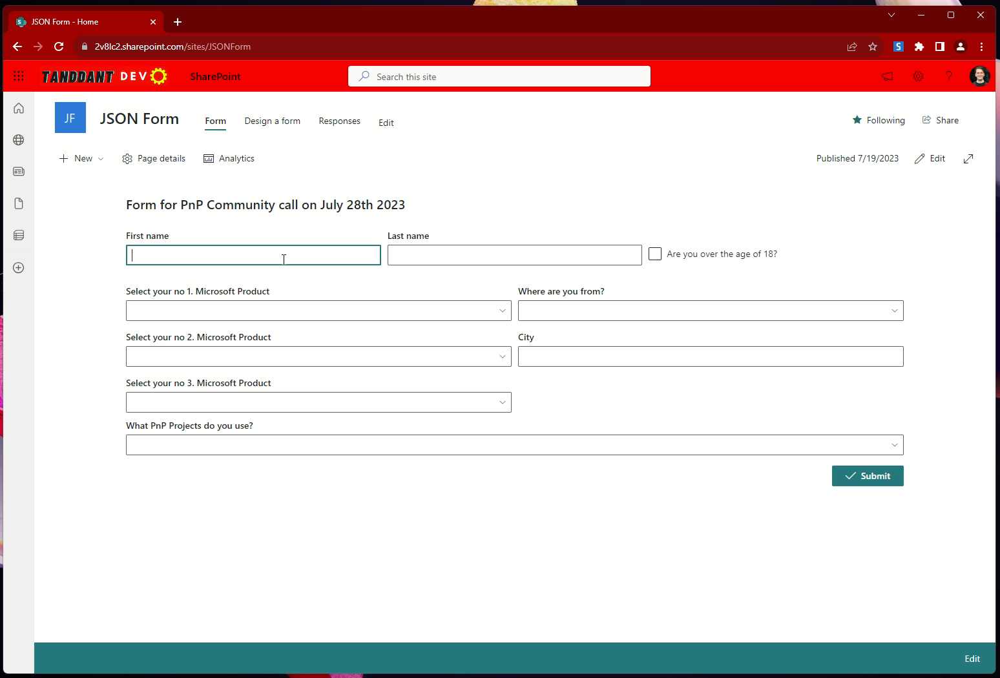 JSON Form - Home
2v8lc2.sharepoint.com/sites/JSONForm
S
TANDDANT DEV
SharePoint
Search this site
JF
JSON Form
Form
Design a form
Responses
Edit
Following
Share
New
Page details
Analytics
Published 7/19/2023
Edit
Form for PnP Community call on July 28th 2023
First name
Last name
Are you over the age of 18?
Select your no 1. Microsoft Product
Where are you from?
Select your no 2. Microsoft Product
City
Select your no 3. Microsoft Product
What PnP Projects do you use?
Submit
Edit